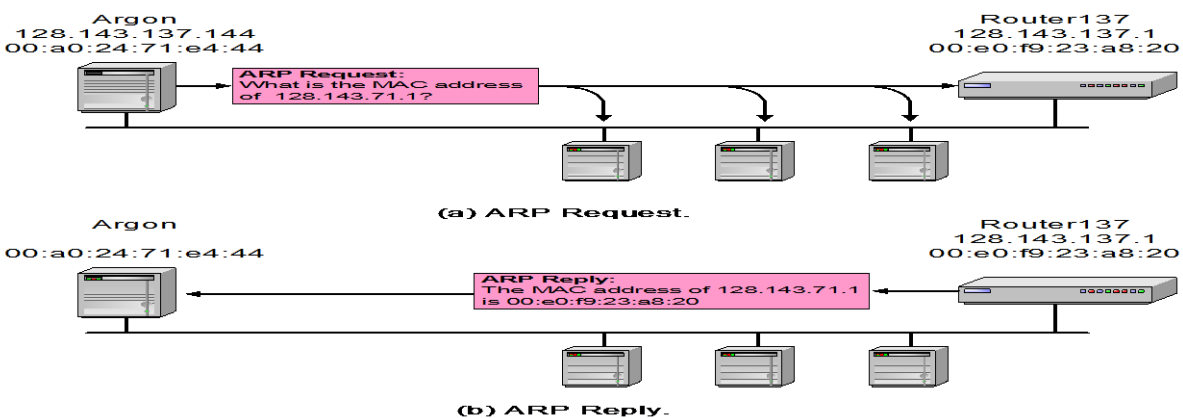 Argon
128.143.137.144
00:a0:24:71:e4:44
Router137
128.143.137.1
00:e0:f9:23:a8:20
ARP Request:
What is the MAC address
of 128.143.71.1?
(a) ARP Request.
Argon
00:a0:24:71:e4:44
Router137
128.143.137.1
00:e0:f9:23:a8:20
ARP Reply:
The MAC address of 128.143.71.1
is 00:e0:f9:23:a8:20
(b) ARP Reply.